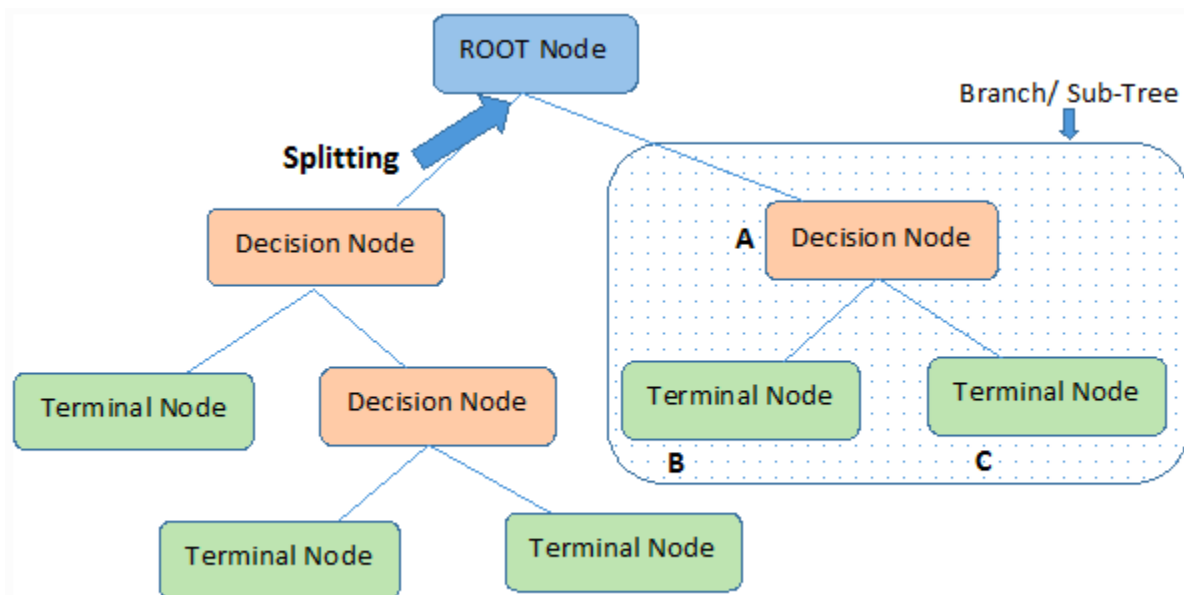 ROOT Node
Branch/ Sub-Tree
Splitting
Decision Node
A
Decision Node
Terminal Node
Decision Node
Terminal Node
Terminal Node
B
C
Terminal Node
Terminal Node